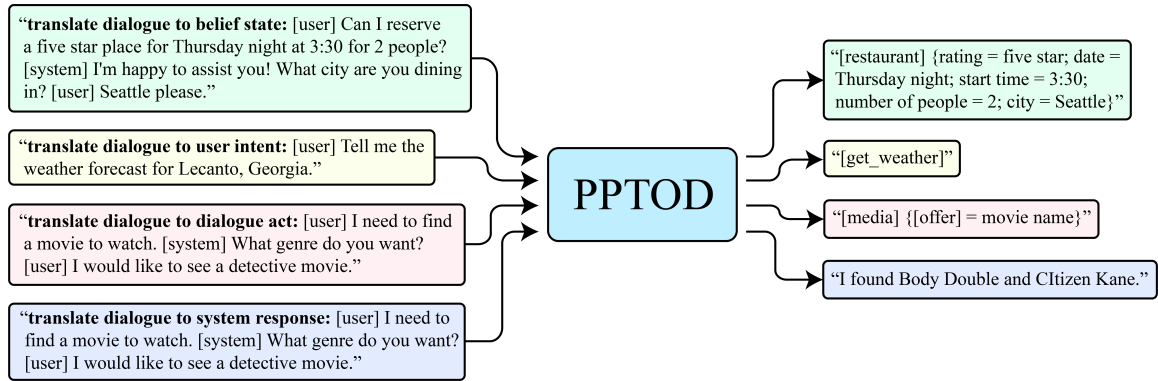 “translate dialogue to belief state: [user] Can I reserve
a five star place for Thursday night at 3:30 for 2 people?
[system] I'm happy to assist you! What city are you dining
in? [user] Seattle please.”
“translate dialogue to user intent: [user] Tell me the
weather forecast for Lecanto, Georgia.”
“translate dialogue to dialogue act: [user] I need to find
a movie to watch. [system] What genre do you want?
[user] I would like to see a detective movie.”
“translate dialogue to system response: [user] I need to
find a movie to watch. [system] What genre do you want?
[user] I would like to see a detective movie.”
PPTOD
“[restaurant] {rating = five star; date =
Thursday night; start time = 3:30;
number of people = 2; city = Seattle}”
“[get_weather]”
“[media] {[offer] = movie name}”
“I found Body Double and CItizen Kane.”